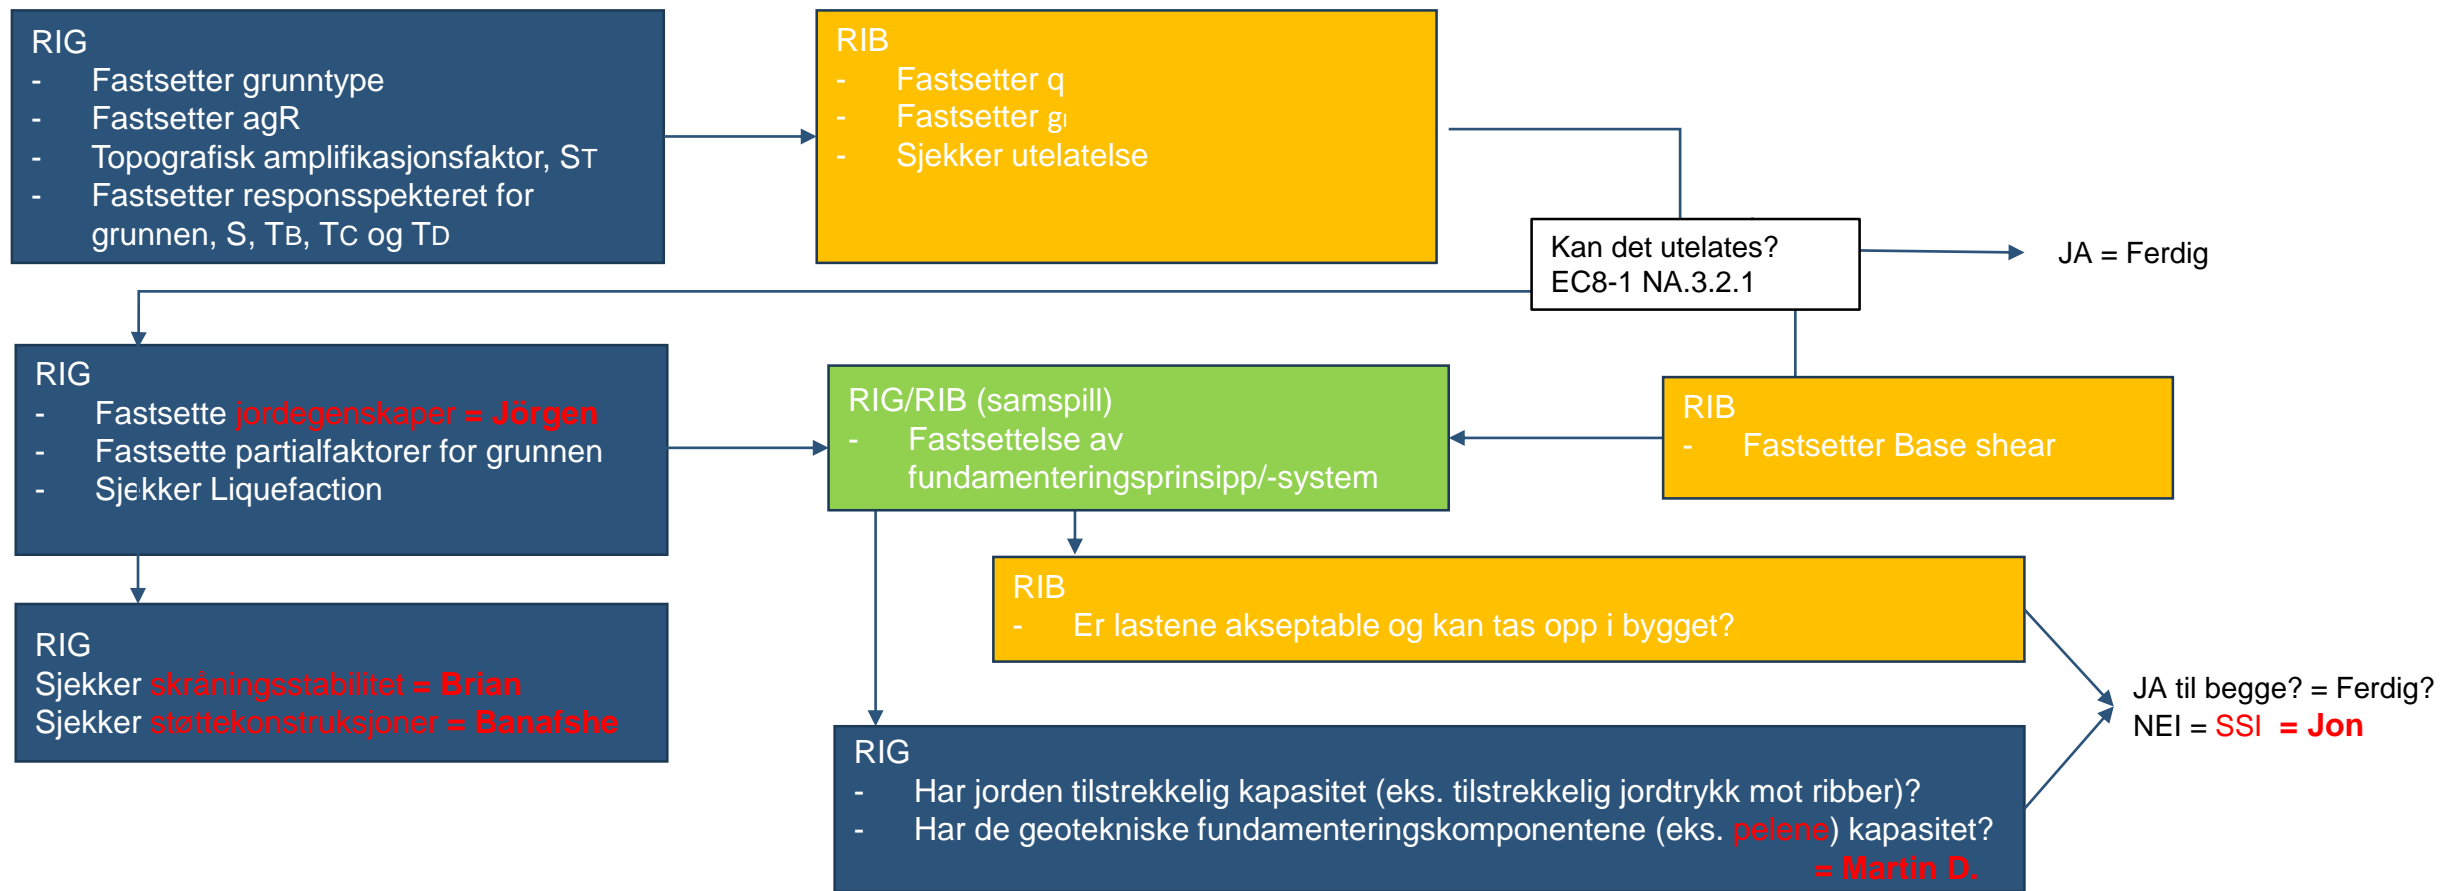 RIG
- Fastsetter grunntype
- Fastsetter agR
- Topografisk amplifikasjonsfaktor, ST
- Fastsetter responsspekteret for
grunnen, S, TB, TC og TD
RIB
- Fastsetter q
- Fastsetter gI
- Sjekker utelatelse
Kan det utelates?
EC8-1 NA.3.2.1
JA = Ferdig
RIG
- Fastsette jordegenskaper = Jörgen
- Fastsette partialfaktorer for grunnen
- Sjekker Liquefaction
RIG/RIB (samspill)
- Fastsettelse av
fundamenteringsprinsipp/-system
RIB
- Fastsetter Base shear
RIB
- Er lastene akseptable og kan tas opp i bygget?
RIG
Sjekker skråningsstabilitet = Brian
Sjekker støttekonstruksjoner = Banafshe
JA til begge? = Ferdig?
NEI = SSI = Jon
RIG
- Har jorden tilstrekkelig kapasitet (eks. tilstrekkelig jordtrykk mot ribber)?
- Har de geotekniske fundamenteringskomponentene (eks. pelene) kapasitet?
= Martin D.